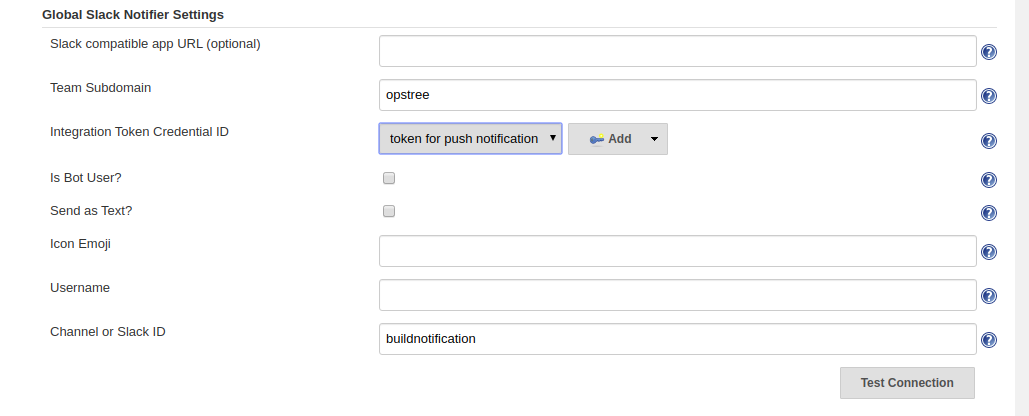 Global Slack Notifier Settings
Slack compatible app URL (optional)
Team Subdomain
opstree
Integration Token Credential ID
token for push notification
Add
Is Bot User?
Send as Text?
Icon Emoji
Username
Channel or Slack ID
buildnotification
Test Connection